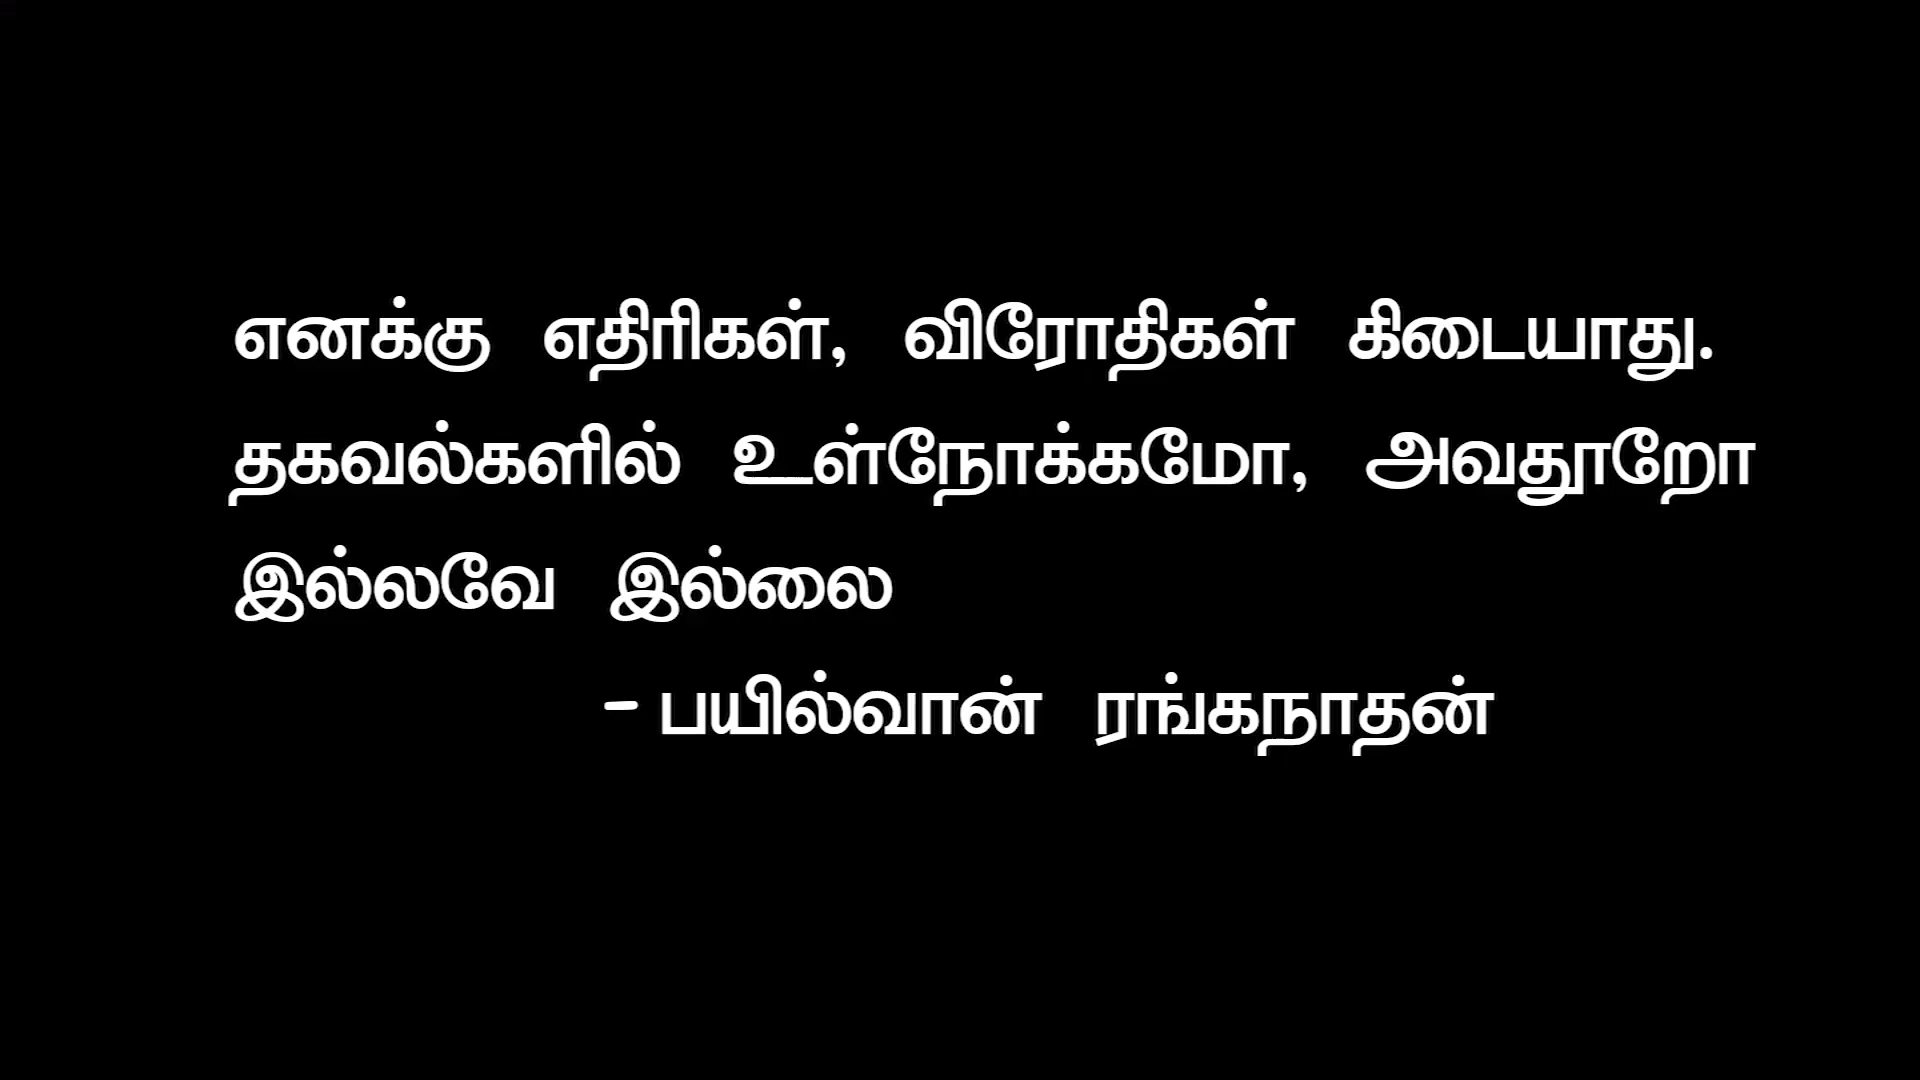 எனக்கு எதிரிகள், விரோதிகள் கிடையாது.
தகவல்களில் உள்நோக்கமோ, அவதூறோ
இல்லவே இல்லை
- பயில்வான் ரங்கநாதன்